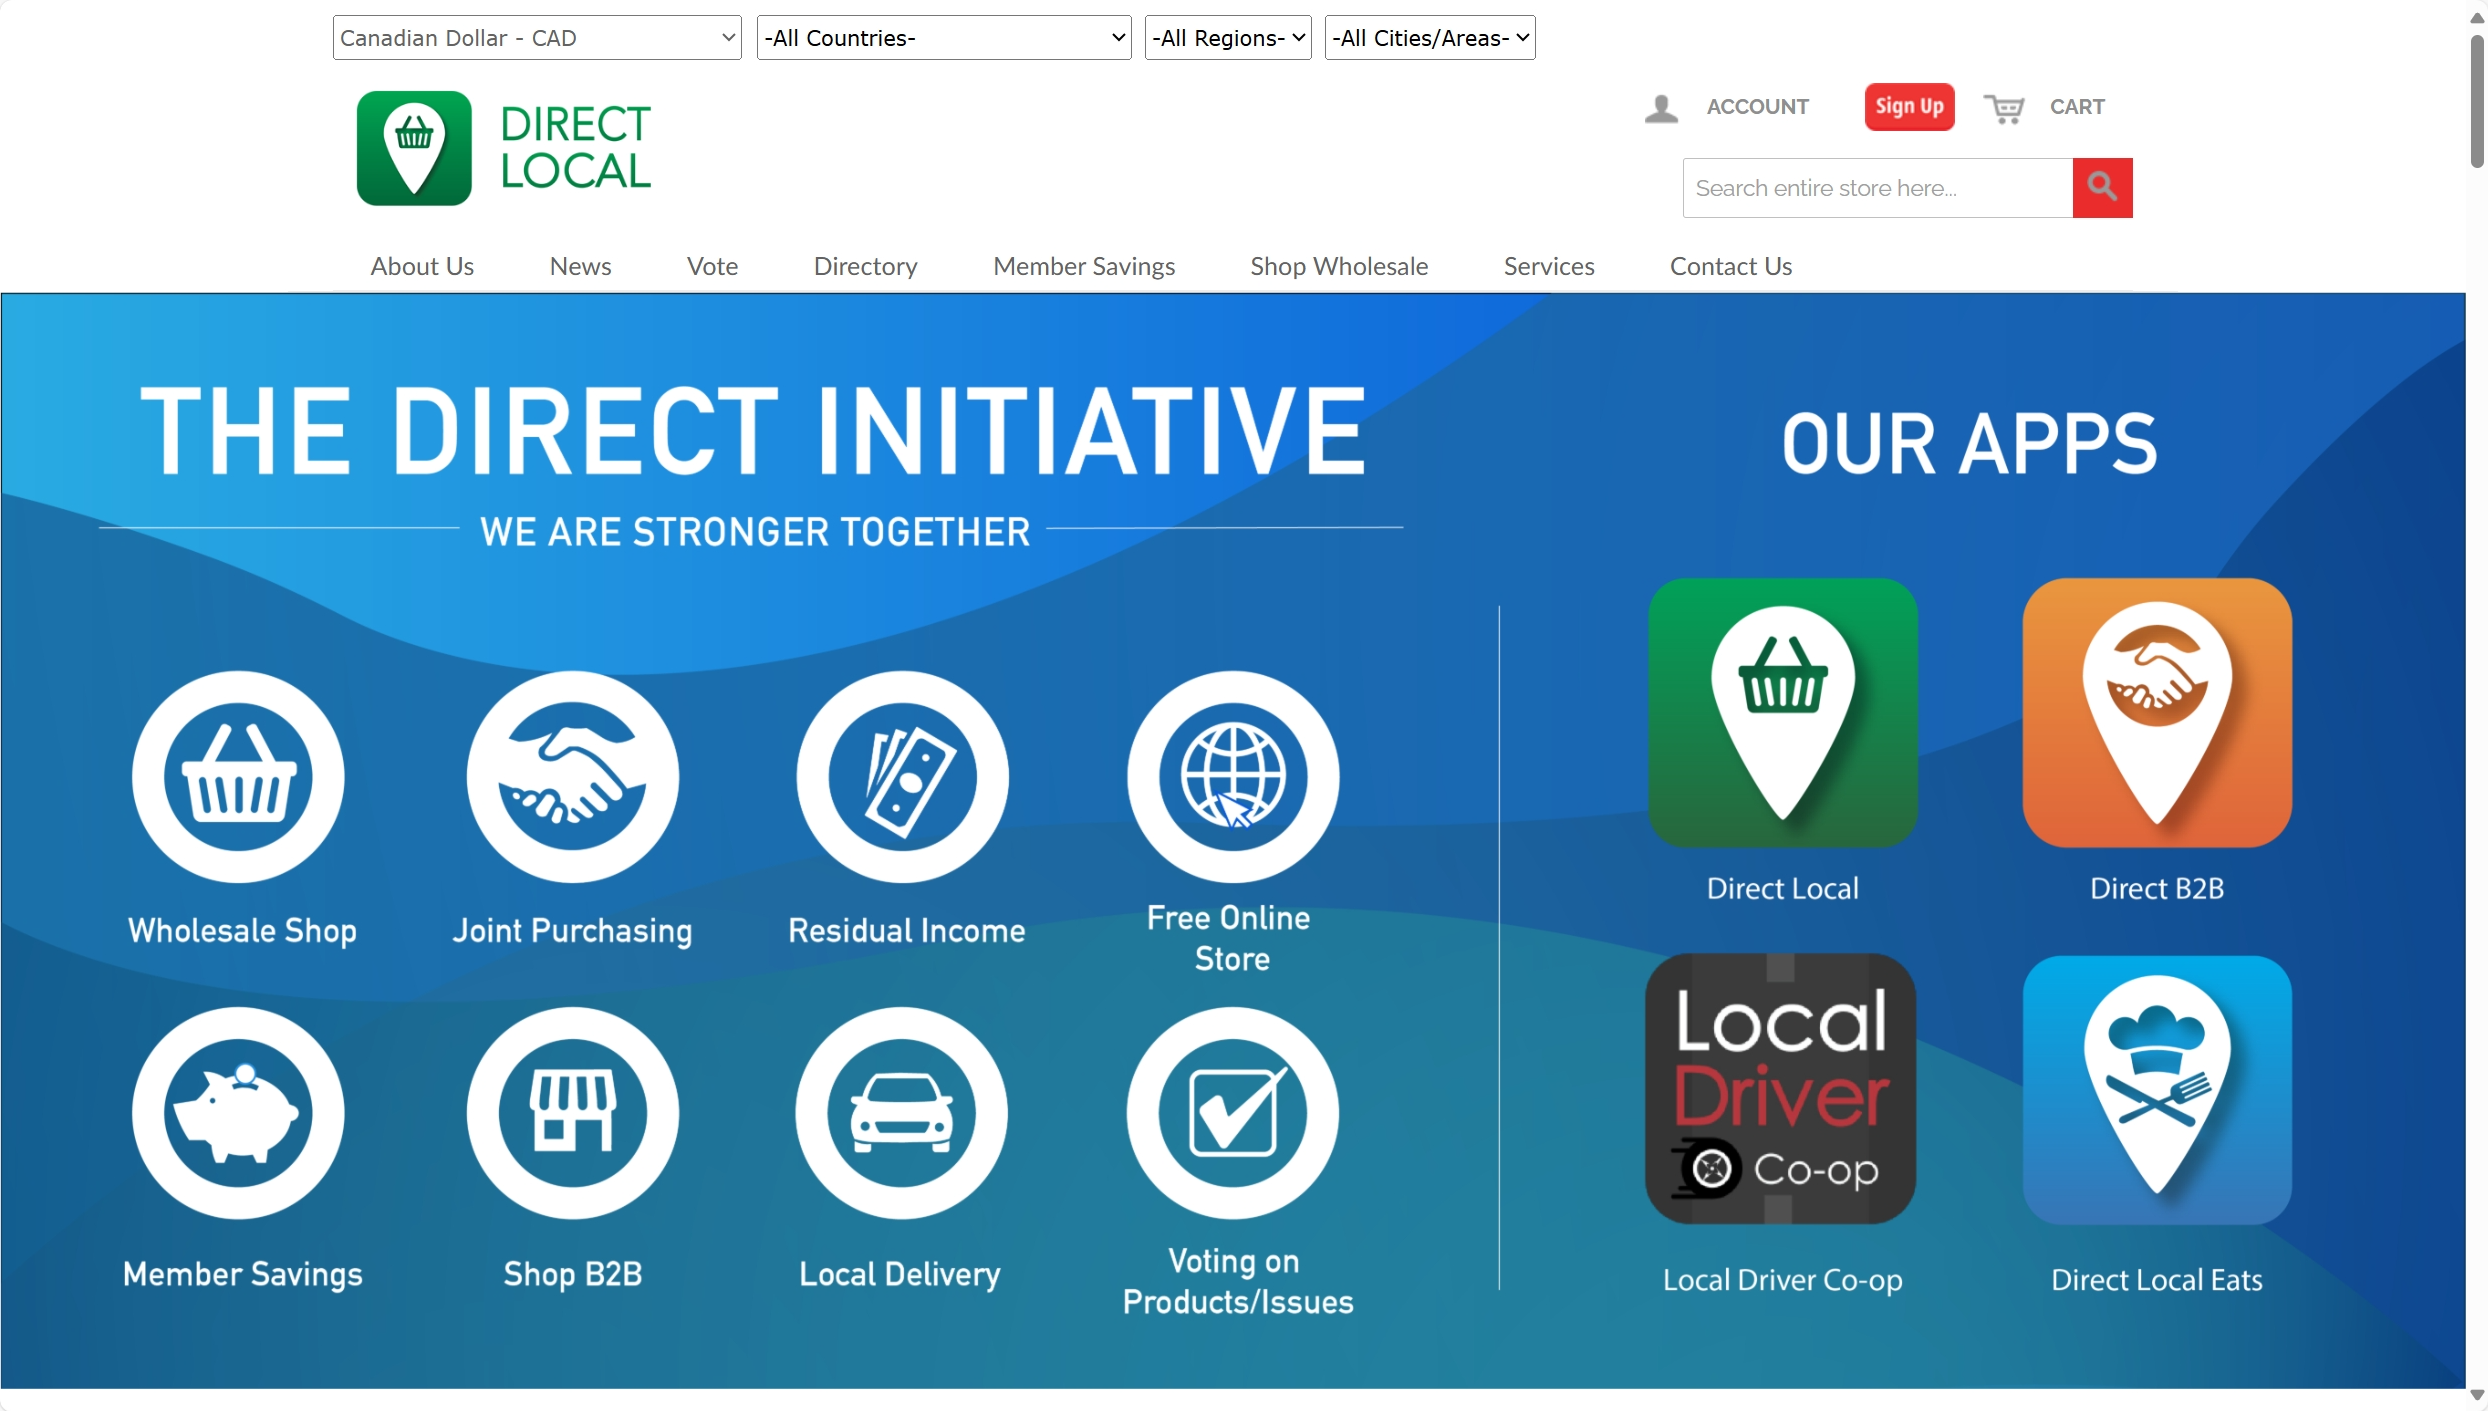 Canadian Dollar - CAD
-All Countries-
-All Regions-
-All Cities/Areas-
DIRECT
LOCAL
ACCOUNT
Sign Up
CART
Search entire store here...
About Us
News
Vote
Directory
Member Savings
Shop Wholesale
Services
Contact Us
THE DIRECT INITIATIVE
WE ARE STRONGER TOGETHER
Wholesale Shop
Joint Purchasing
Residual Income
Free Online
Store
Member Savings
Shop B2B
Local Delivery
Voting on
Products/Issues
OUR APPS
Direct Local
Direct B2B
Local
Driver
Co-op
Local Driver Co-op
Direct Local Eats